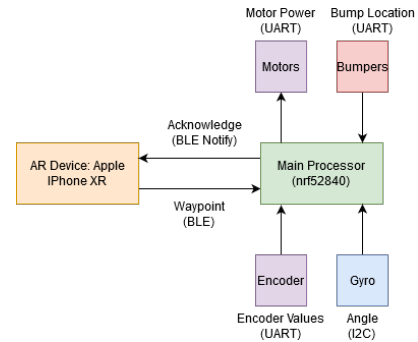 Motor Power
(UART)
Bump Location
(UART)
Motors
Bumpers
Acknowledge
(BLE Notify)
AR Device: Apple
IPhone XR
Main Processor
(nrf52840)
Waypoint
(BLE)
Encoder
Gyro
Encoder Values
(UART)
Angle
(I2C)